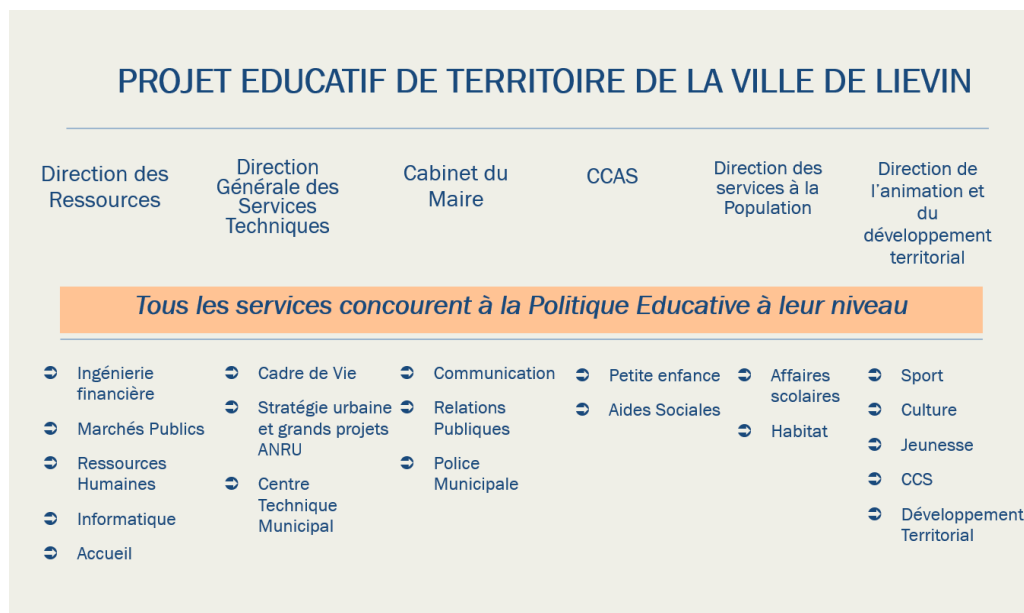 PROJET EDUCATIF DE TERRITOIRE DE LA VILLE DE LIEVIN
Direction des
Ressources
Direction
Générale des
Services
Techniques
Cabinet du
Maire
CCAS
Direction des
services à la
Population
Direction de
l'animation et
du
développement
territorial
Tous les services concourent à la Politique Educative à leur niveau
Ingénierie
financière
Marchés Publics
Ressources
Humaines
Informatique
Accueil
Cadre de Vie
Stratégie urbaine
et grands projets
ANRU
Centre
Technique
Municipal
Communication
Relations
Publiques
Police
Municipale
Petite enfance
Aides Sociales
Affaires
scolaires
Habitat
Sport
Culture
Jeunesse
CCS
Développement
Territorial